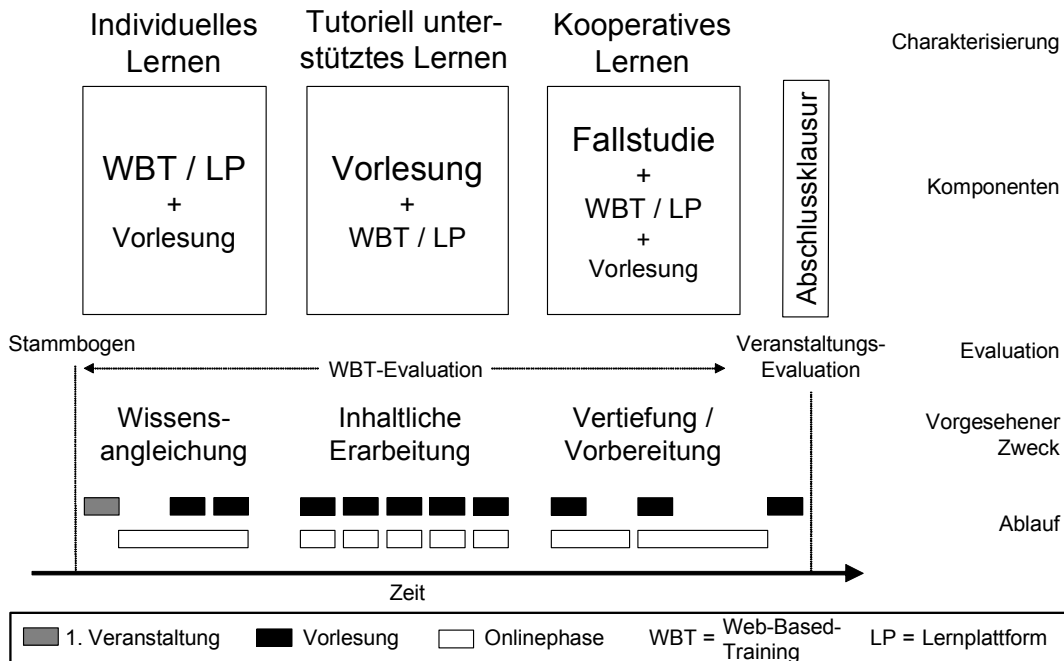 Individuelles
Lernen
Tutoriell unter-
stütztes Lernen
Kooperatives
Lernen
Charakterisierung
WBT / LP
+
Vorlesung
Vorlesung
+
WBT / LP
Fallstudie
+
WBT / LP
+
Vorlesung
Abschlussklausur
Komponenten
Stammbogen
WBT-Evaluation
Veranstaltungs-
Evaluation
Evaluation
Wissens-
angleichung
Inhaltliche
Erarbeitung
Vertiefung /
Vorbereitung
Vorgesehener
Zweck
Ablauf
Zeit
1. Veranstaltung
Vorlesung
Onlinephase
WBT = Web-Based-
Training
LP = Lernplattform